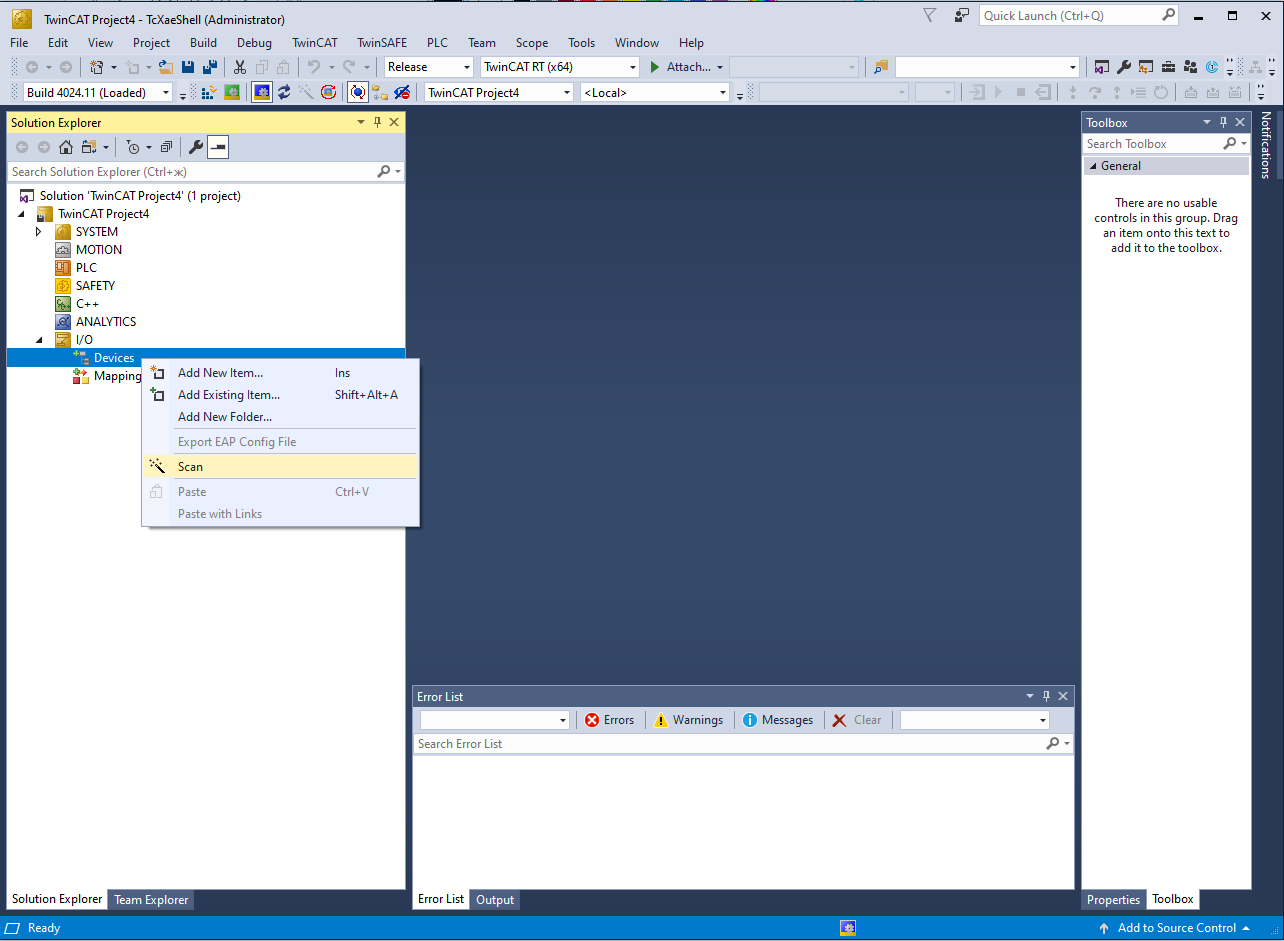 TwinCAT Project4 - TcXaeShell (Administrator)
Quick Launch (Ctrl+Q)
File Edit View Project Build Debug TwinCAT TwinSAFE PLC Team Scope Tools Window Help
Release TwinCAT RT (x64) Attach...
Build 4024.11 (Loaded) TwinCAT Project4 <Local>
Solution Explorer
Search Solution Explorer (Ctrl+ж)
Solution 'TwinCAT Project4' (1 project)
TwinCAT Project4
SYSTEM
MOTION
PLC
SAFETY
C++
ANALYTICS
I/O
Devices
Mapping
Add New Item... Ins
Add Existing Item... Shift+Alt+A
Add New Folder...
Export EAP Config File
Scan
Paste Ctrl+V
Paste with Links
Solution Explorer Team Explorer
Error List
Errors Warnings Messages Clear
Search Error List
Error List Output
Toolbox
Search Toolbox
General
There are no usable
controls in this group. Drag
an item onto this text to
add it to the toolbox.
Properties Toolbox
Notifications
Ready
Add to Source Control